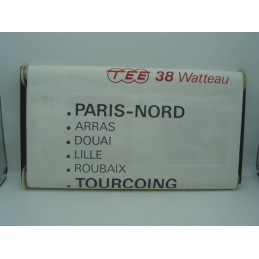 TEE 38 Watteau
. PARIS-NORD
. ARRAS
. DOUAI
. LILLE
. ROUBAIX
. TOURCOING